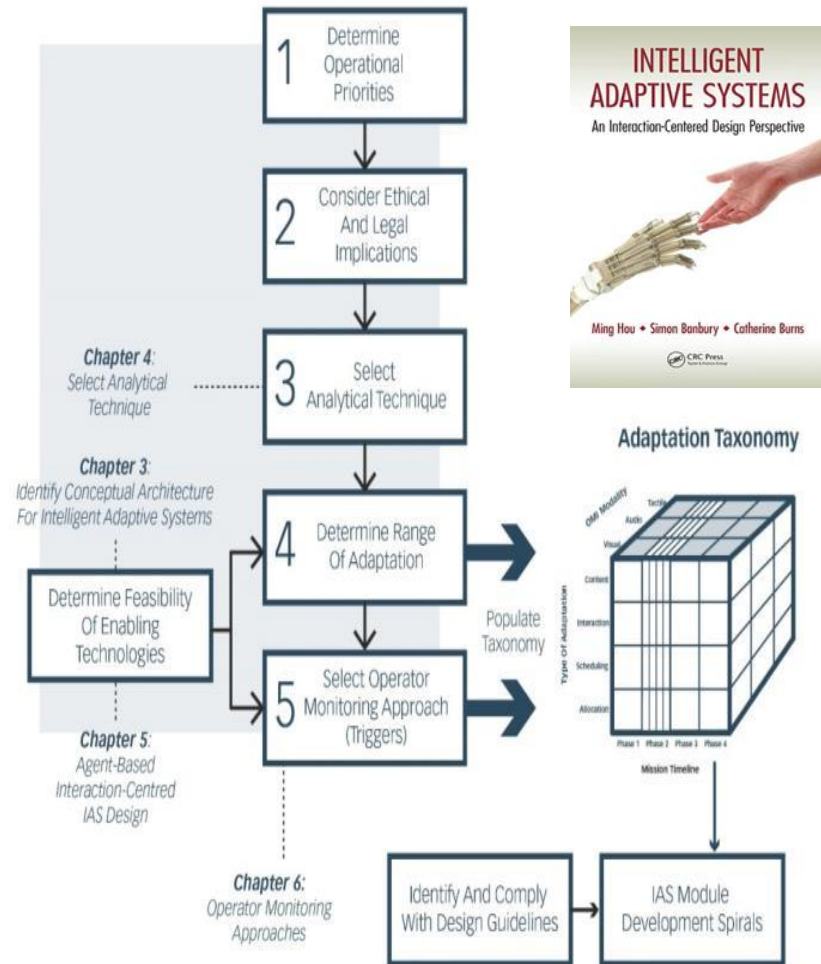 1
Determine
Operational
Priorities
2
Consider Ethical
And Legal
Implications
Chapter 4:
Select Analytical
Technique
3
Select
Analytical Technique
Chapter 3:
Identify Conceptual Architecture
For Intelligent Adaptive Systems
4
Determine Range
Of Adaptation
Determine Feasibility
Of Enabling
Technologies
Populate
Taxonomy
5
Select Operator
Monitoring Approach
(Triggers)
Chapter 5:
Agent-Based
Interaction-Centred
IAS Design
Chapter 6:
Operator Monitoring
Approaches
INTELLIGENT
ADAPTIVE SYSTEMS
An Interaction-Centered Design Perspective
Ming Hou • Simon Banbury • Catherine Burns
CRC Press
Adaptation Taxonomy
OMI Modality
Tactile
Audio
Visual
Type Of Adaptation
Content
Interaction
Scheduling
Allocation
Phase 1 Phase 2 Phase 3 Phase 4
Mission Timeline
Identify And Comply
With Design Guidelines
IAS Module
Development Spirals